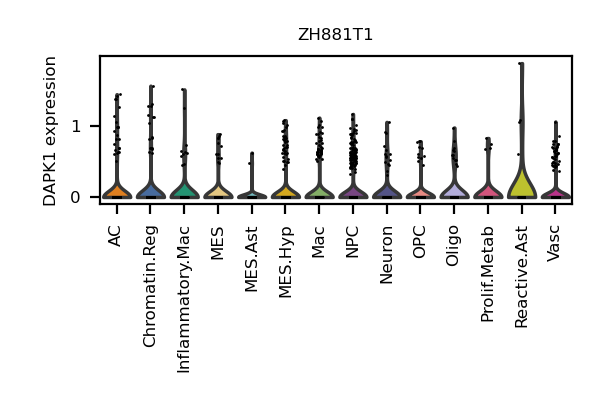 ZH881T1
DAPK1 expression
1
0
AC
Chromatin.Reg
Inflammatory.Mac
MES
MES.Ast
MES.Hyp
Mac
NPC
Neuron
OPC
Oligo
Prolif.Metab
Reactive.Ast
Vasc